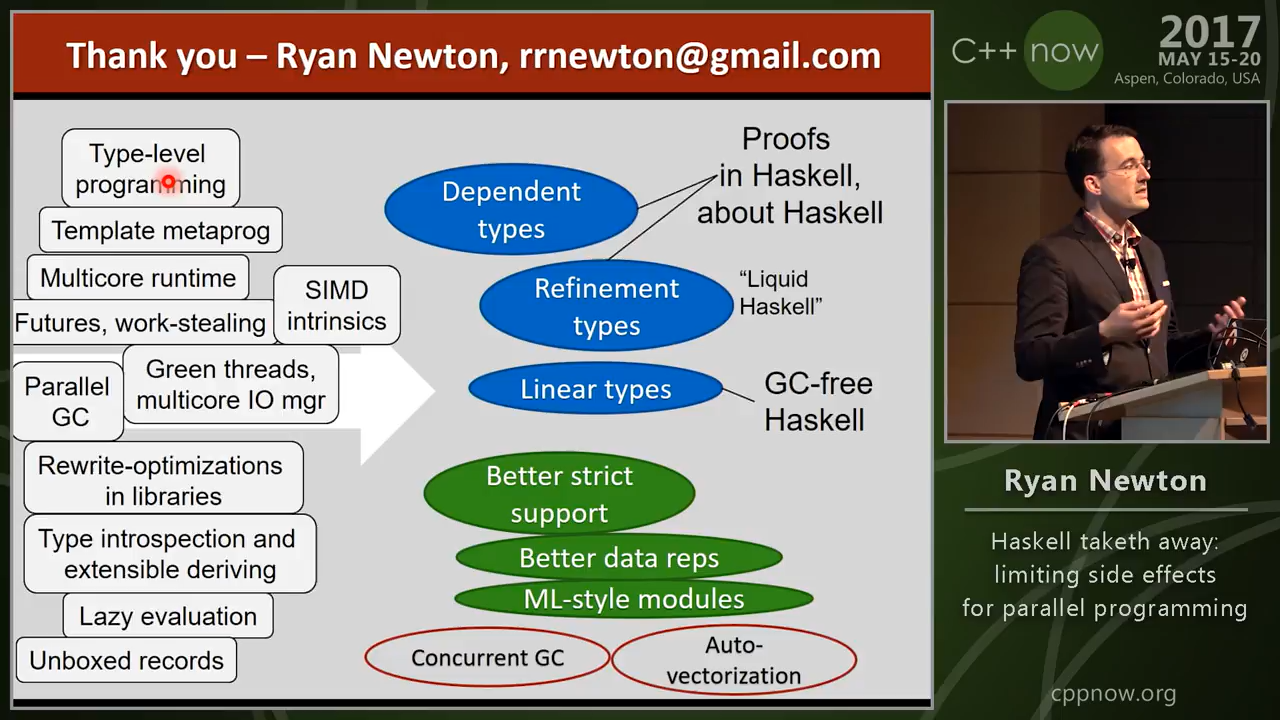 Thank you – Ryan Newton, rrnewton@gmail.com
Type-level
programming
Template metaprog
Multicore runtime
Futures, work-stealing
SIMD
intrinsics
Parallel
GC
Green threads,
multicore IO mgr
Rewrite-optimizations
in libraries
Type introspection and
extensible deriving
Lazy evaluation
Unboxed records
Dependent
types
Proofs
in Haskell,
about Haskell
Refinement
types
“Liquid
Haskell”
Linear types
GC-free
Haskell
Better strict
support
Better data reps
ML-style modules
Concurrent GC
Auto-
vectorization
C++ now
2017
MAY 15-20
Aspen, Colorado, USA
Ryan Newton
Haskell taketh away:
limiting side effects
for parallel programming
cppnow.org